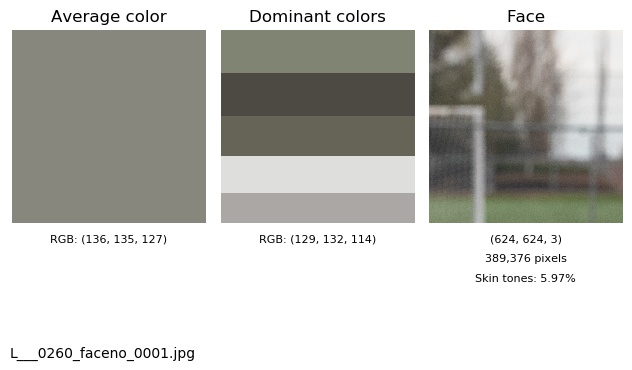 Average color
Dominant colors
Face
RGB: (136, 135, 127)
RGB: (129, 132, 114)
(624, 624, 3)
389,376 pixels
Skin tones: 5.97%
L___0260_faceno_0001.jpg